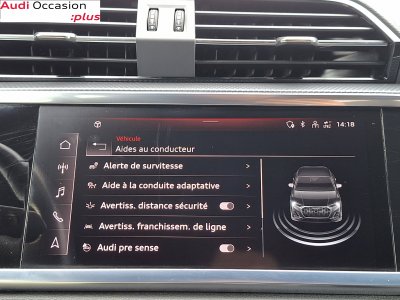 Audi Occasion
:plus
14:18
Véhicule
Aides au conducteur
Alerte de survitesse
Aide à la conduite adaptative
Avertiss. distance sécurité
Avertiss. franchissem. de ligne
Audi pre sense